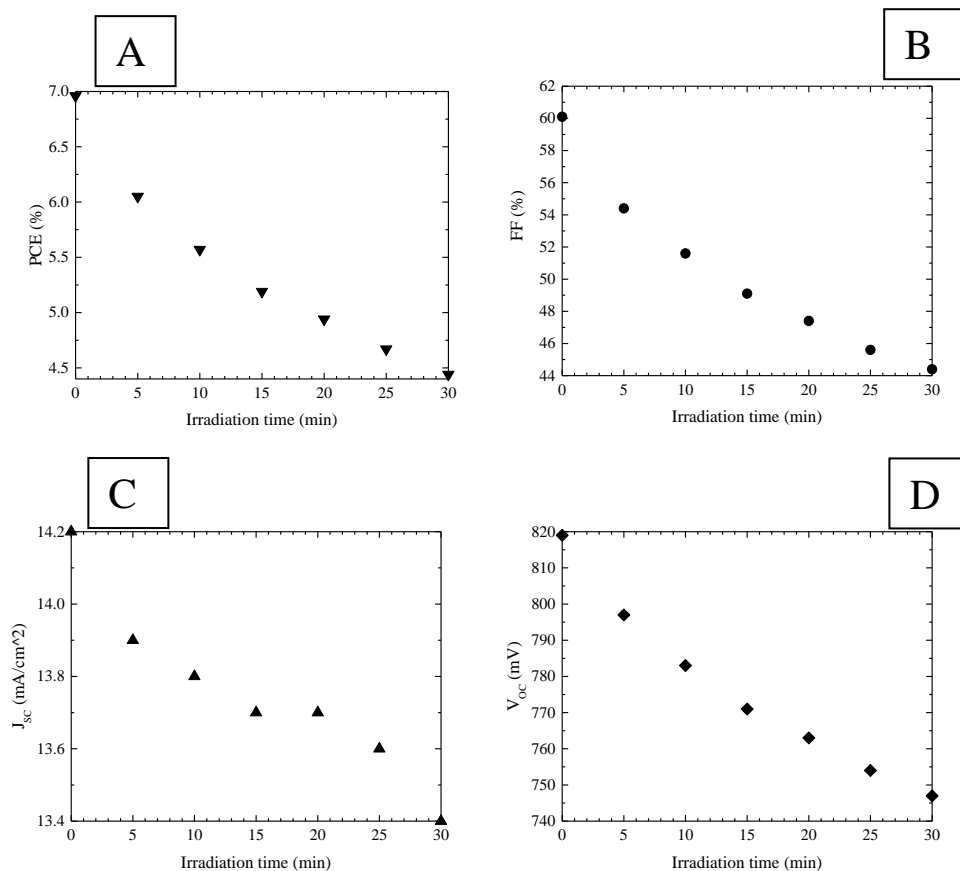 A
7.0
6.5
6.0
5.5
5.0
4.5
PCE (%)
0 5 10 15 20 25 30
Irradiation time (min)
B
62
60
58
56
54
52
50
48
46
44
FF (%)
0 5 10 15 20 25 30
Irradiation time (min)
C
14.2
14.0
13.8
13.6
13.4
J_SC (mA/cm^2)
0 5 10 15 20 25 30
Irradiation time (min)
D
820
810
800
790
780
770
760
750
740
V_OC (mV)
0 5 10 15 20 25 30
Irradiation time (min)